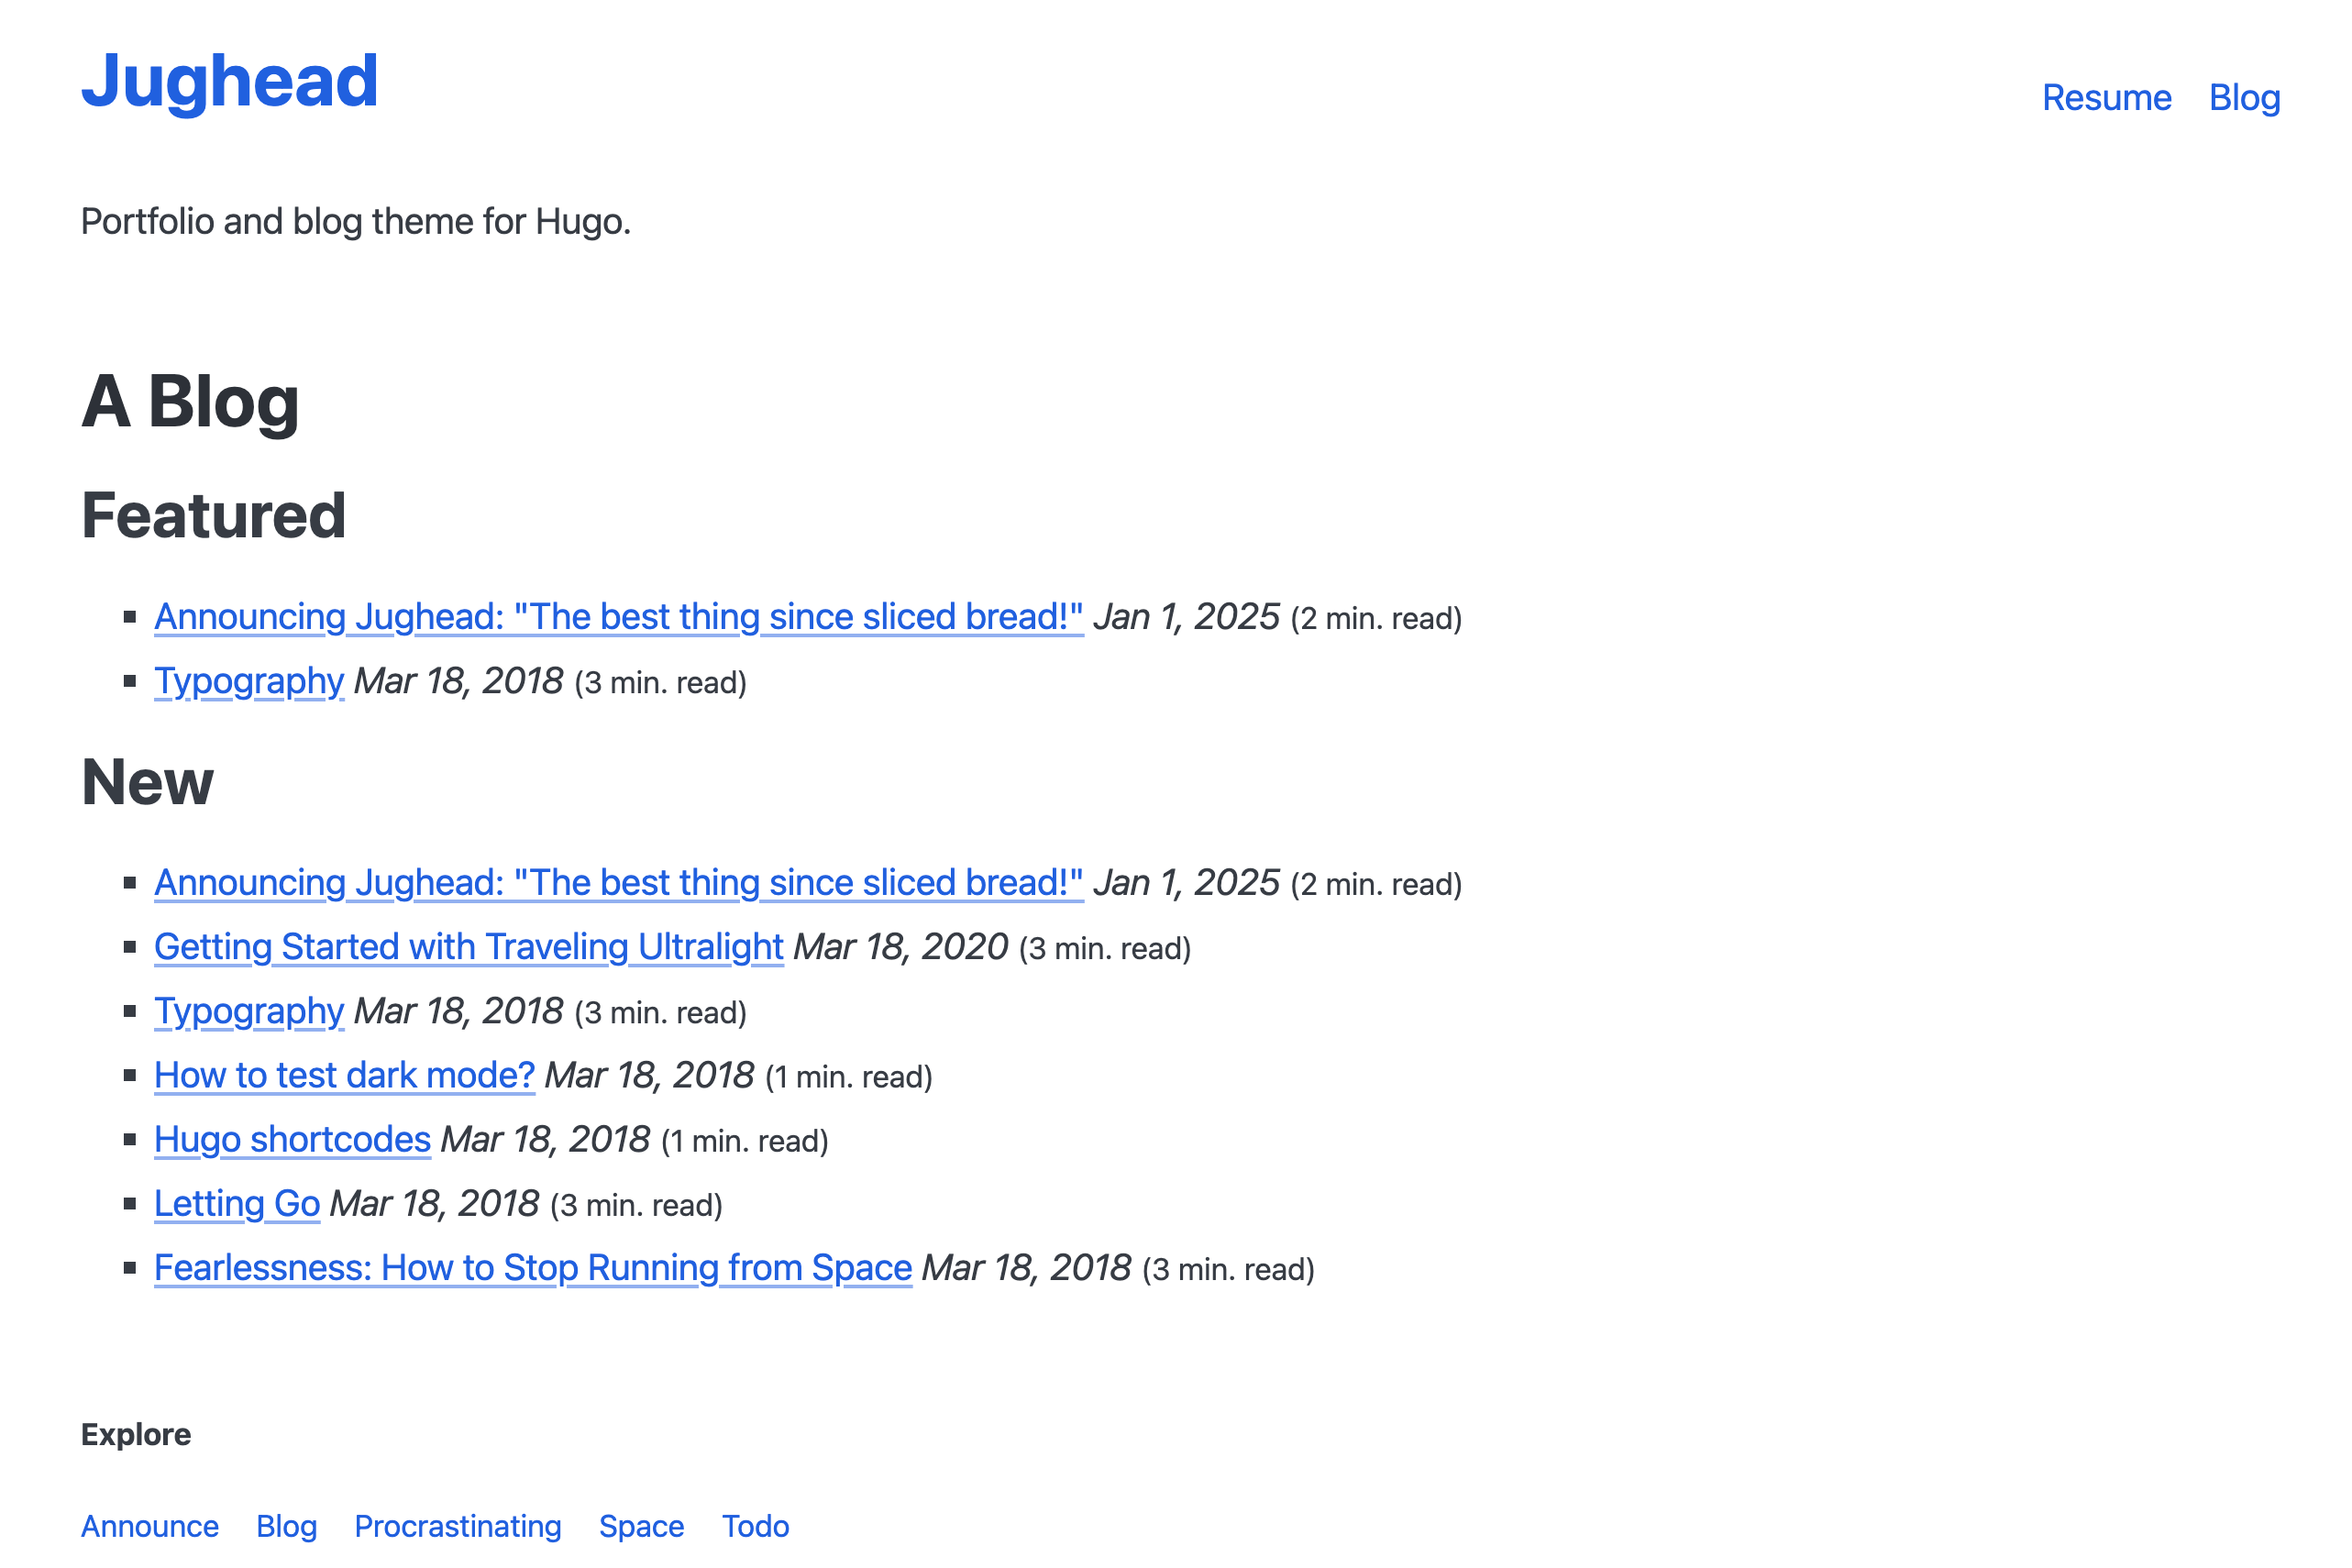 Jughead
Resume Blog
Portfolio and blog theme for Hugo.
A Blog
Featured
Announcing Jughead: "The best thing since sliced bread!" Jan 1, 2025 (2 min. read)
Typography Mar 18, 2018 (3 min. read)
New
Announcing Jughead: "The best thing since sliced bread!" Jan 1, 2025 (2 min. read)
Getting Started with Traveling Ultralight Mar 18, 2020 (3 min. read)
Typography Mar 18, 2018 (3 min. read)
How to test dark mode? Mar 18, 2018 (1 min. read)
Hugo shortcodes Mar 18, 2018 (1 min. read)
Letting Go Mar 18, 2018 (3 min. read)
Fearlessness: How to Stop Running from Space Mar 18, 2018 (3 min. read)
Explore
Announce Blog Procrastinating Space Todo